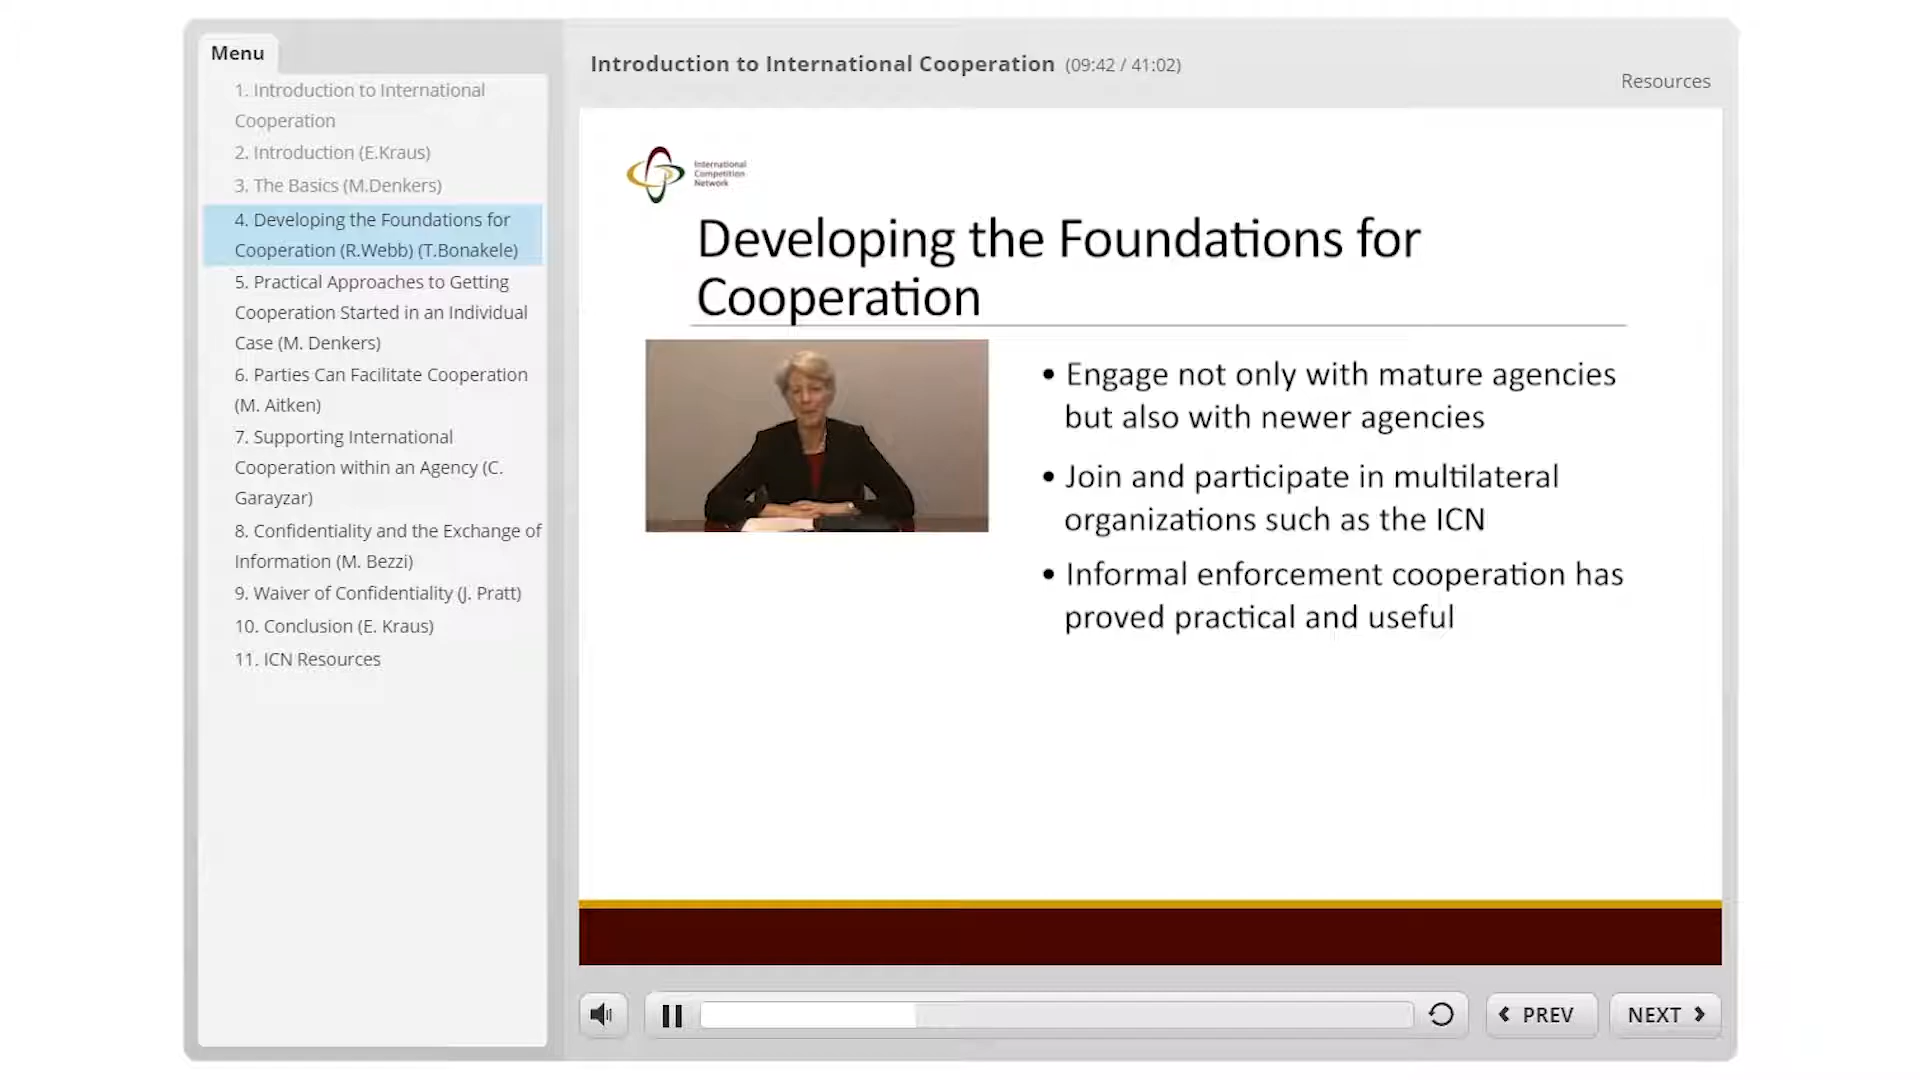 Menu
1. Introduction to International
Cooperation
2. Introduction (E.Kraus)
3. The Basics (M.Denkers)
4. Developing the Foundations for
Cooperation (R.Webb) (T.Bonakele)
5. Practical Approaches to Getting
Cooperation Started in an Individual
Case (M. Denkers)
6. Parties Can Facilitate Cooperation
(M. Aitken)
7. Supporting International
Cooperation within an Agency (C.
Garayzar)
8. Confidentiality and the Exchange of
Information (M. Bezzi)
9. Waiver of Confidentiality (J. Pratt)
10. Conclusion (E. Kraus)
11. ICN Resources
Introduction to International Cooperation (09:42 / 41:02)
Resources
International
Competition
Network
Developing the Foundations for
Cooperation
• Engage not only with mature agencies
but also with newer agencies
• Join and participate in multilateral
organizations such as the ICN
• Informal enforcement cooperation has
proved practical and useful
PREV
NEXT